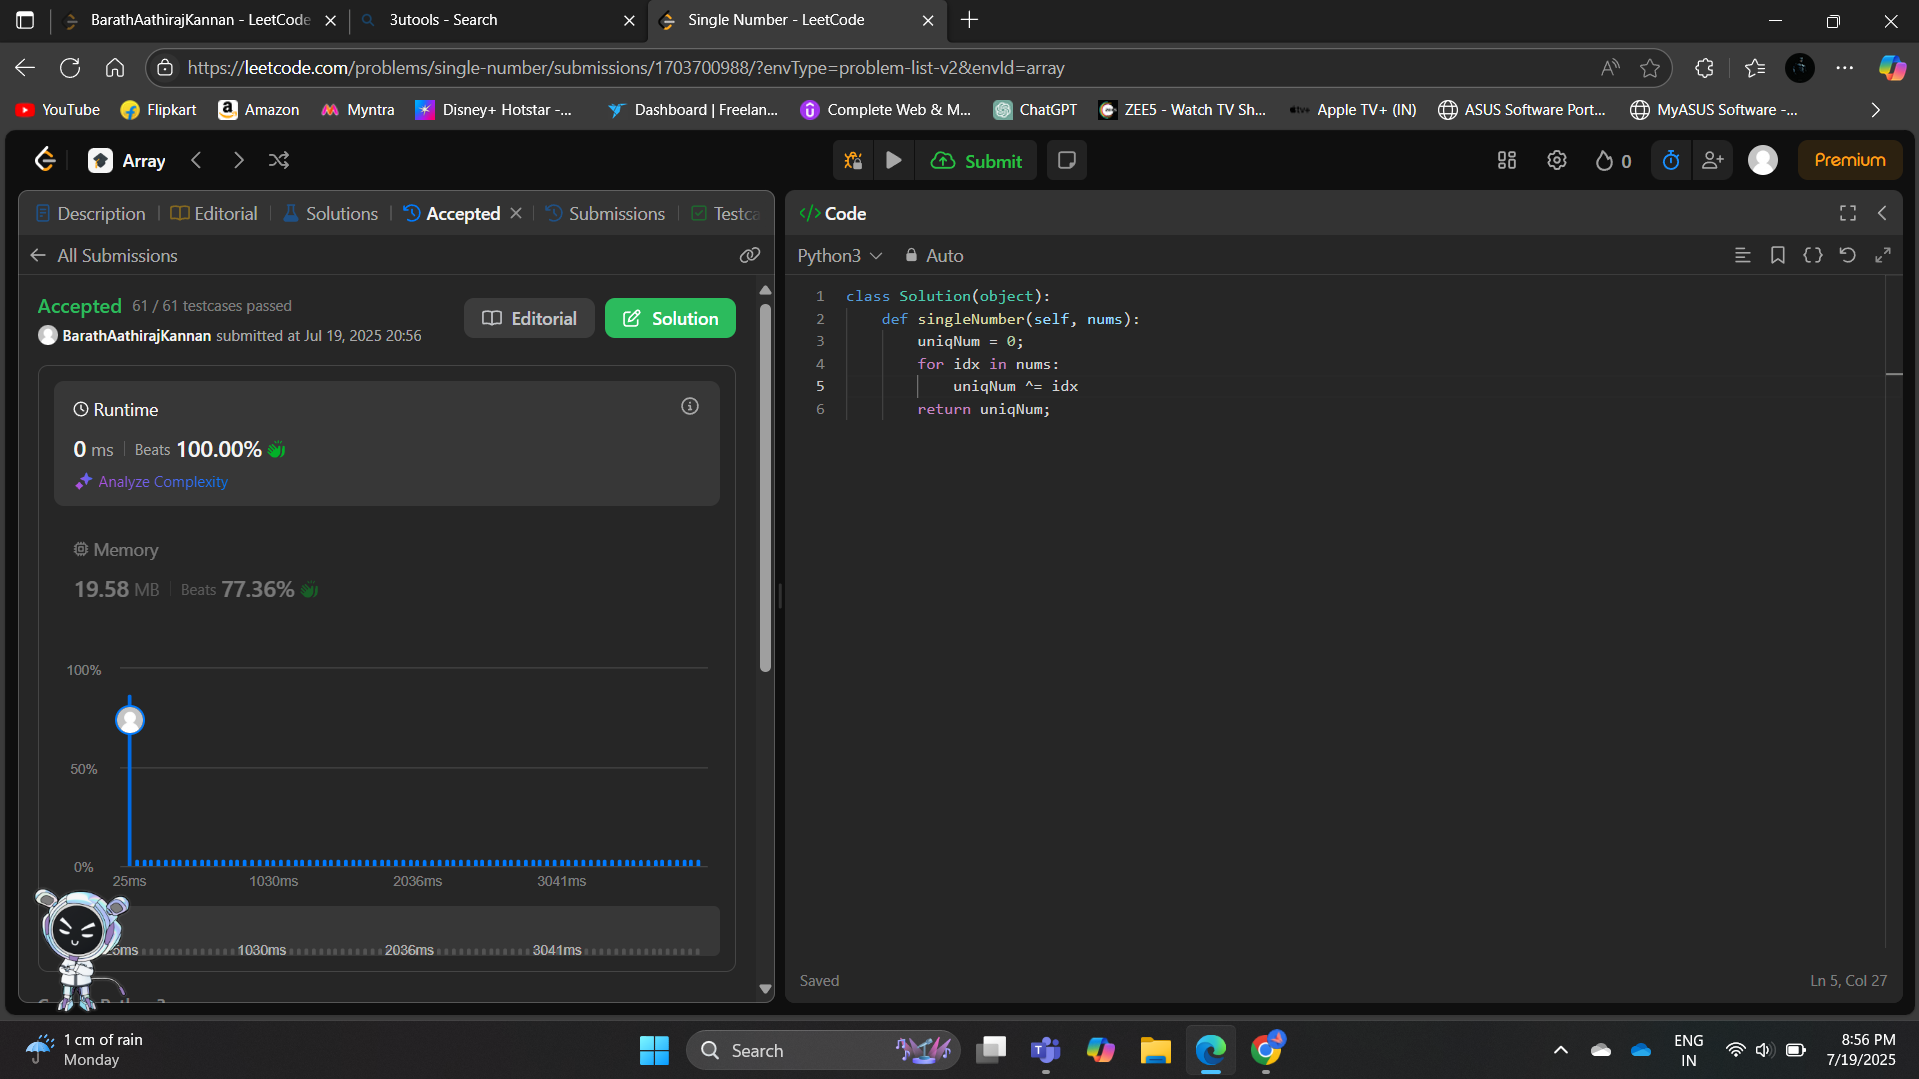 BarathAathirajKannan - LeetCode
3utools - Search
Single Number - LeetCode
https://leetcode.com/problems/single-number/submissions/1703700988/?envType=problem-list-v2&envId=array
YouTube
Flipkart
Amazon
Myntra
Disney+ Hotstar -...
Dashboard | Freelan...
Complete Web & M...
ChatGPT
ZEE5 - Watch TV Sh...
Apple TV+ (IN)
ASUS Software Port...
MyASUS Software -...
Array
Submit
0
Premium
Description
Editorial
Solutions
Accepted
Submissions
Testca
All Submissions
Accepted 61 / 61 testcases passed
BarathAathirajKannan submitted at Jul 19, 2025 20:56
Editorial
Solution
Runtime
0 ms Beats 100.00%
Analyze Complexity
Memory
19.58 MB Beats 77.36%
100%
50%
0%
25ms 1030ms 2036ms 3041ms
1030ms 2036ms 3041ms
Code
Python3
Auto
1 class Solution(object):
2 def singleNumber(self, nums):
3 uniqNum = 0;
4 for idx in nums:
5 uniqNum ^= idx
6 return uniqNum;
Saved
Ln 5, Col 27
1 cm of rain
Monday
Search
ENG
IN
8:56 PM
7/19/2025